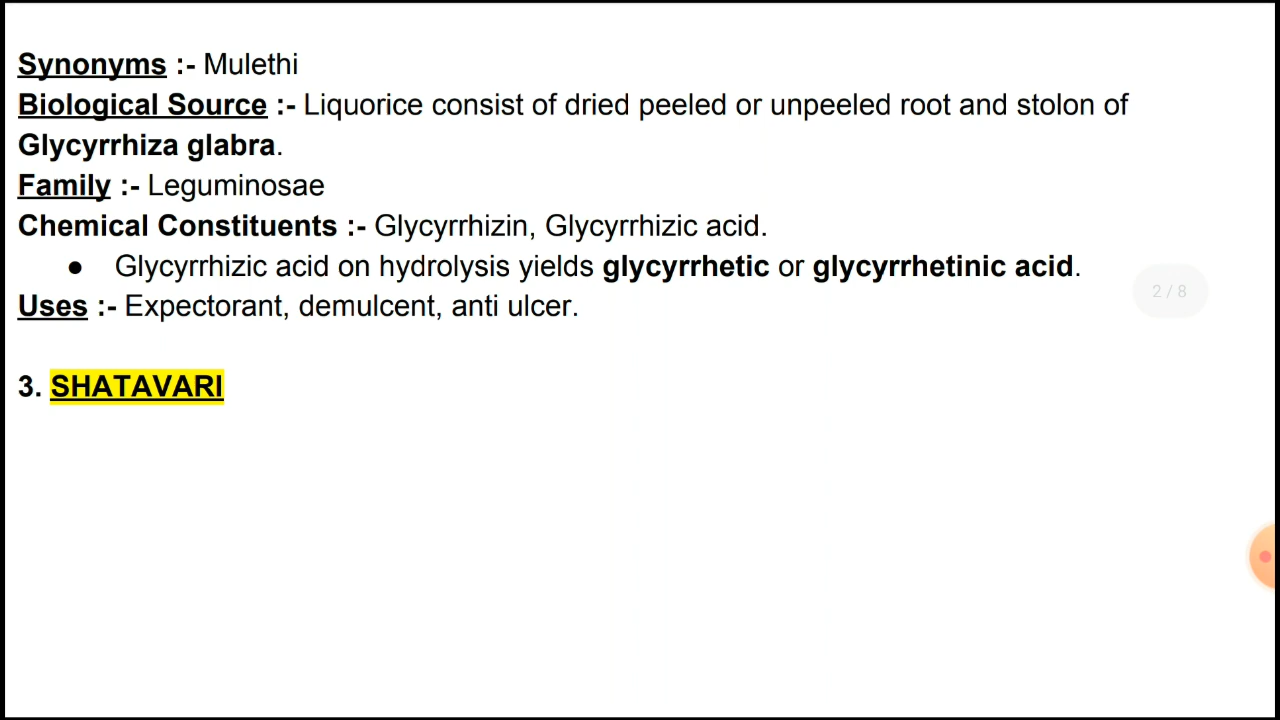 Synonyms :- Mulethi
Biological Source :- Liquorice consist of dried peeled or unpeeled root and stolon of
Glycyrrhiza glabra.
Family :- Leguminosae
Chemical Constituents :- Glycyrrhizin, Glycyrrhizic acid.
● Glycyrrhizic acid on hydrolysis yields glycyrrhetic or glycyrrhetinic acid.
2 / 8
Uses :- Expectorant, demulcent, anti ulcer.
3. SHATAVARI